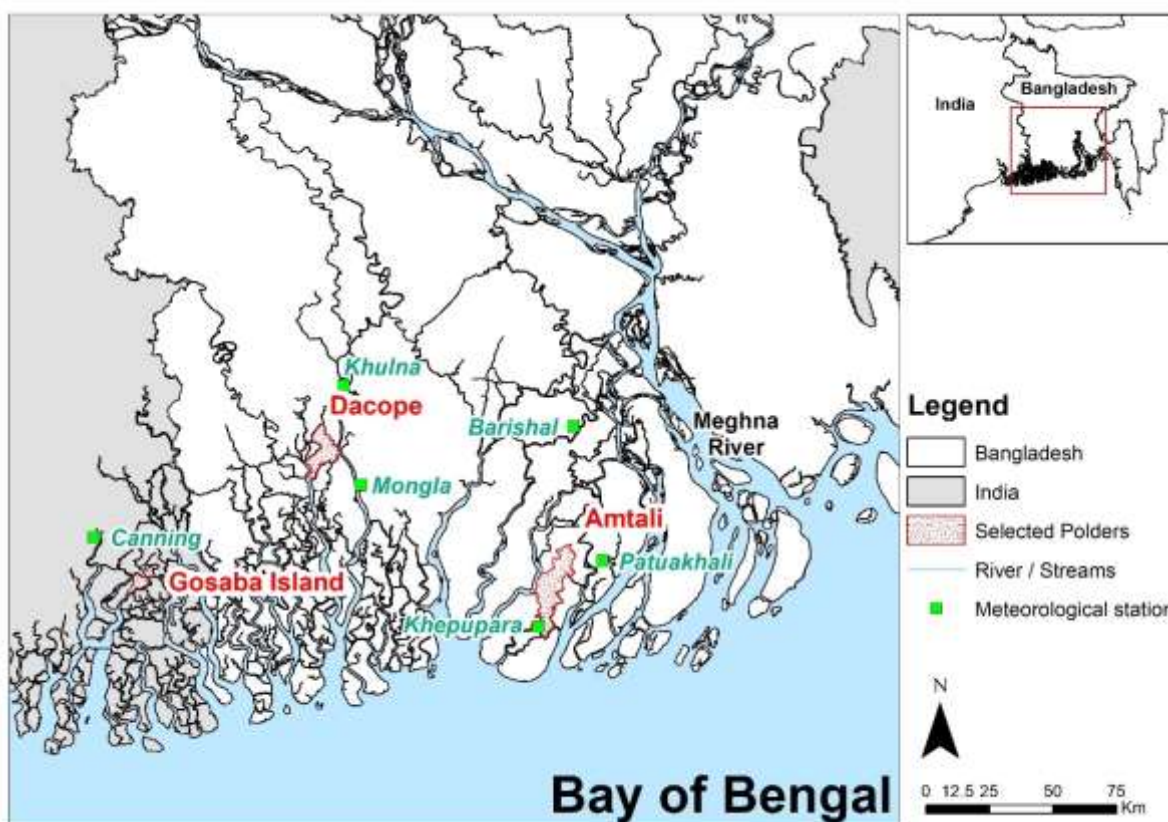 Khulna
Dacope
Barishal
Meghna
River
Mongla
Amtali
Canning
Patuakhali
Gosaba Island
Khepupara
Bay of Bengal
Bangladesh
India
Legend
Bangladesh
India
Selected Polders
River / Streams
Meteorological station
N
0 12.5 25 50 75
Km